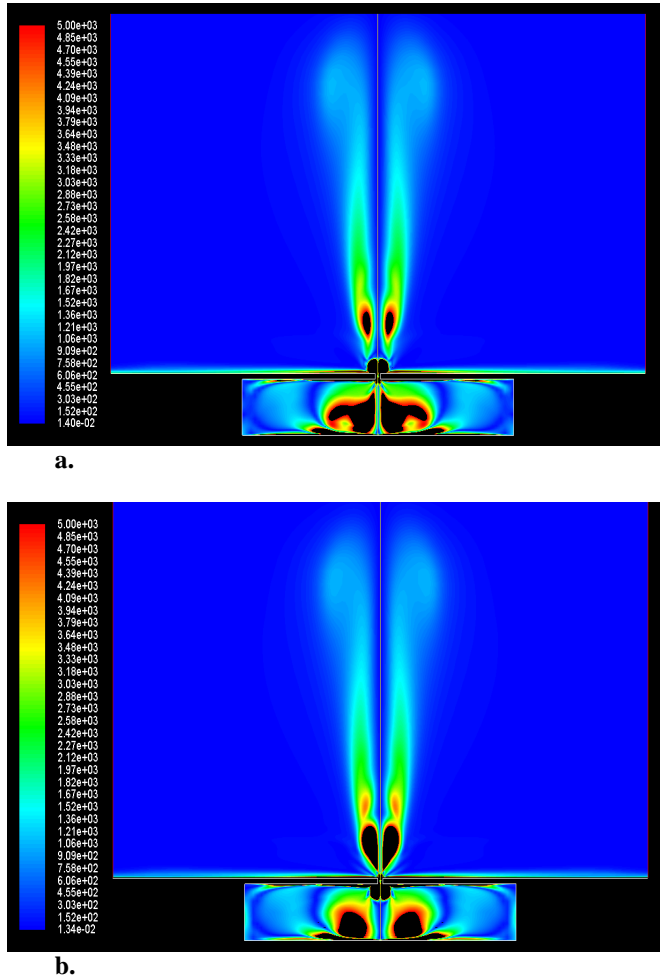 5.00e+03
4.85e+03
4.70e+03
4.55e+03
4.39e+03
4.24e+03
4.09e+03
3.94e+03
3.79e+03
3.64e+03
3.48e+03
3.33e+03
3.18e+03
3.03e+03
2.88e+03
2.73e+03
2.58e+03
2.42e+03
2.27e+03
2.12e+03
1.97e+03
1.82e+03
1.67e+03
1.52e+03
1.36e+03
1.21e+03
1.06e+03
9.09e+02
7.58e+02
6.06e+02
4.55e+02
3.03e+02
1.52e+02
1.40e-02
a.
5.00e+03
4.85e+03
4.70e+03
4.55e+03
4.39e+03
4.24e+03
4.09e+03
3.94e+03
3.79e+03
3.64e+03
3.48e+03
3.33e+03
3.18e+03
3.03e+03
2.88e+03
2.73e+03
2.58e+03
2.42e+03
2.27e+03
2.12e+03
1.97e+03
1.82e+03
1.67e+03
1.52e+03
1.36e+03
1.21e+03
1.06e+03
9.09e+02
7.58e+02
6.06e+02
4.55e+02
3.03e+02
1.52e+02
1.34e-02
b.